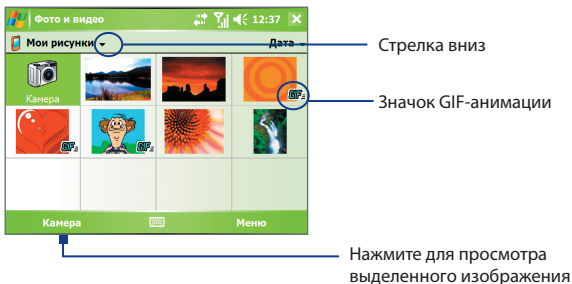 Фото и видео 12:37
Мои рисунки Дата
Стрелка вниз
Камера
GIF
Значок GIF-анимации
GIF GIF
Камера Меню
Нажмите для просмотра
выделенного изображения